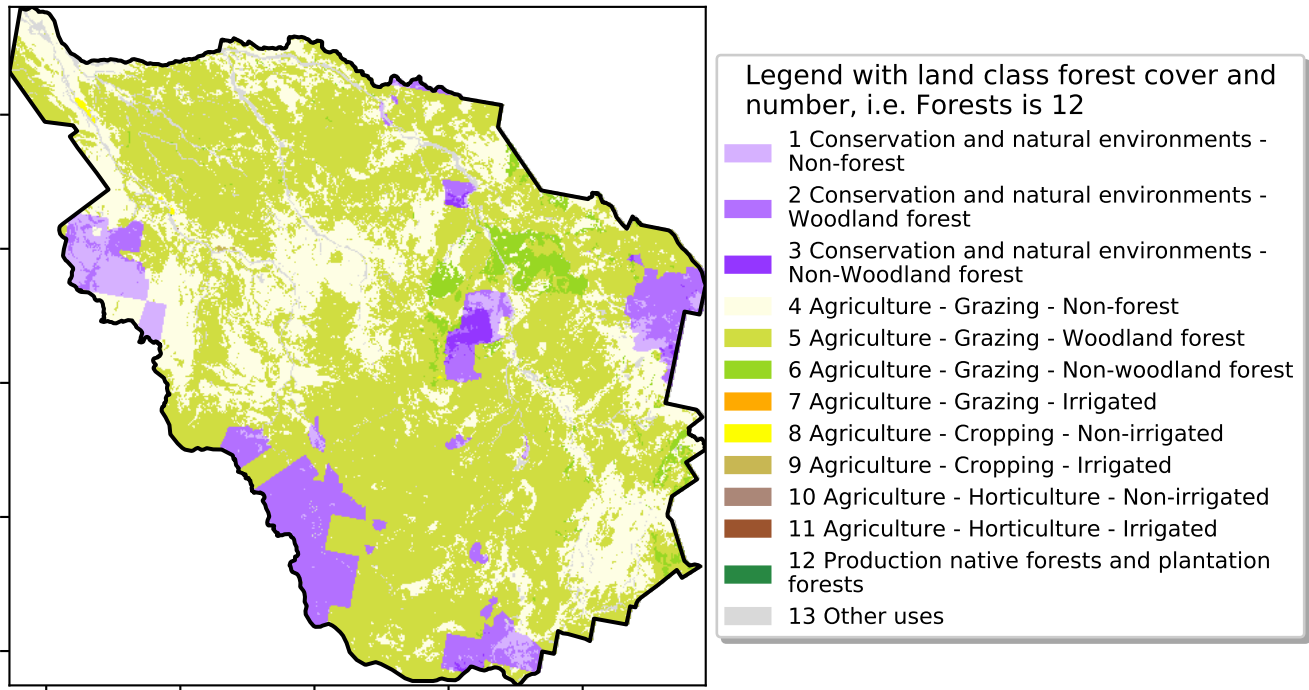 Legend with land class forest cover and
number, i.e. Forests is 12
1 Conservation and natural environments -
Non-forest
2 Conservation and natural environments -
Woodland forest
3 Conservation and natural environments -
Non-Woodland forest
4 Agriculture - Grazing - Non-forest
5 Agriculture - Grazing - Woodland forest
6 Agriculture - Grazing - Non-woodland forest
7 Agriculture - Grazing - Irrigated
8 Agriculture - Cropping - Non-irrigated
9 Agriculture - Cropping - Irrigated
10 Agriculture - Horticulture - Non-irrigated
11 Agriculture - Horticulture - Irrigated
12 Production native forests and plantation
forests
13 Other uses